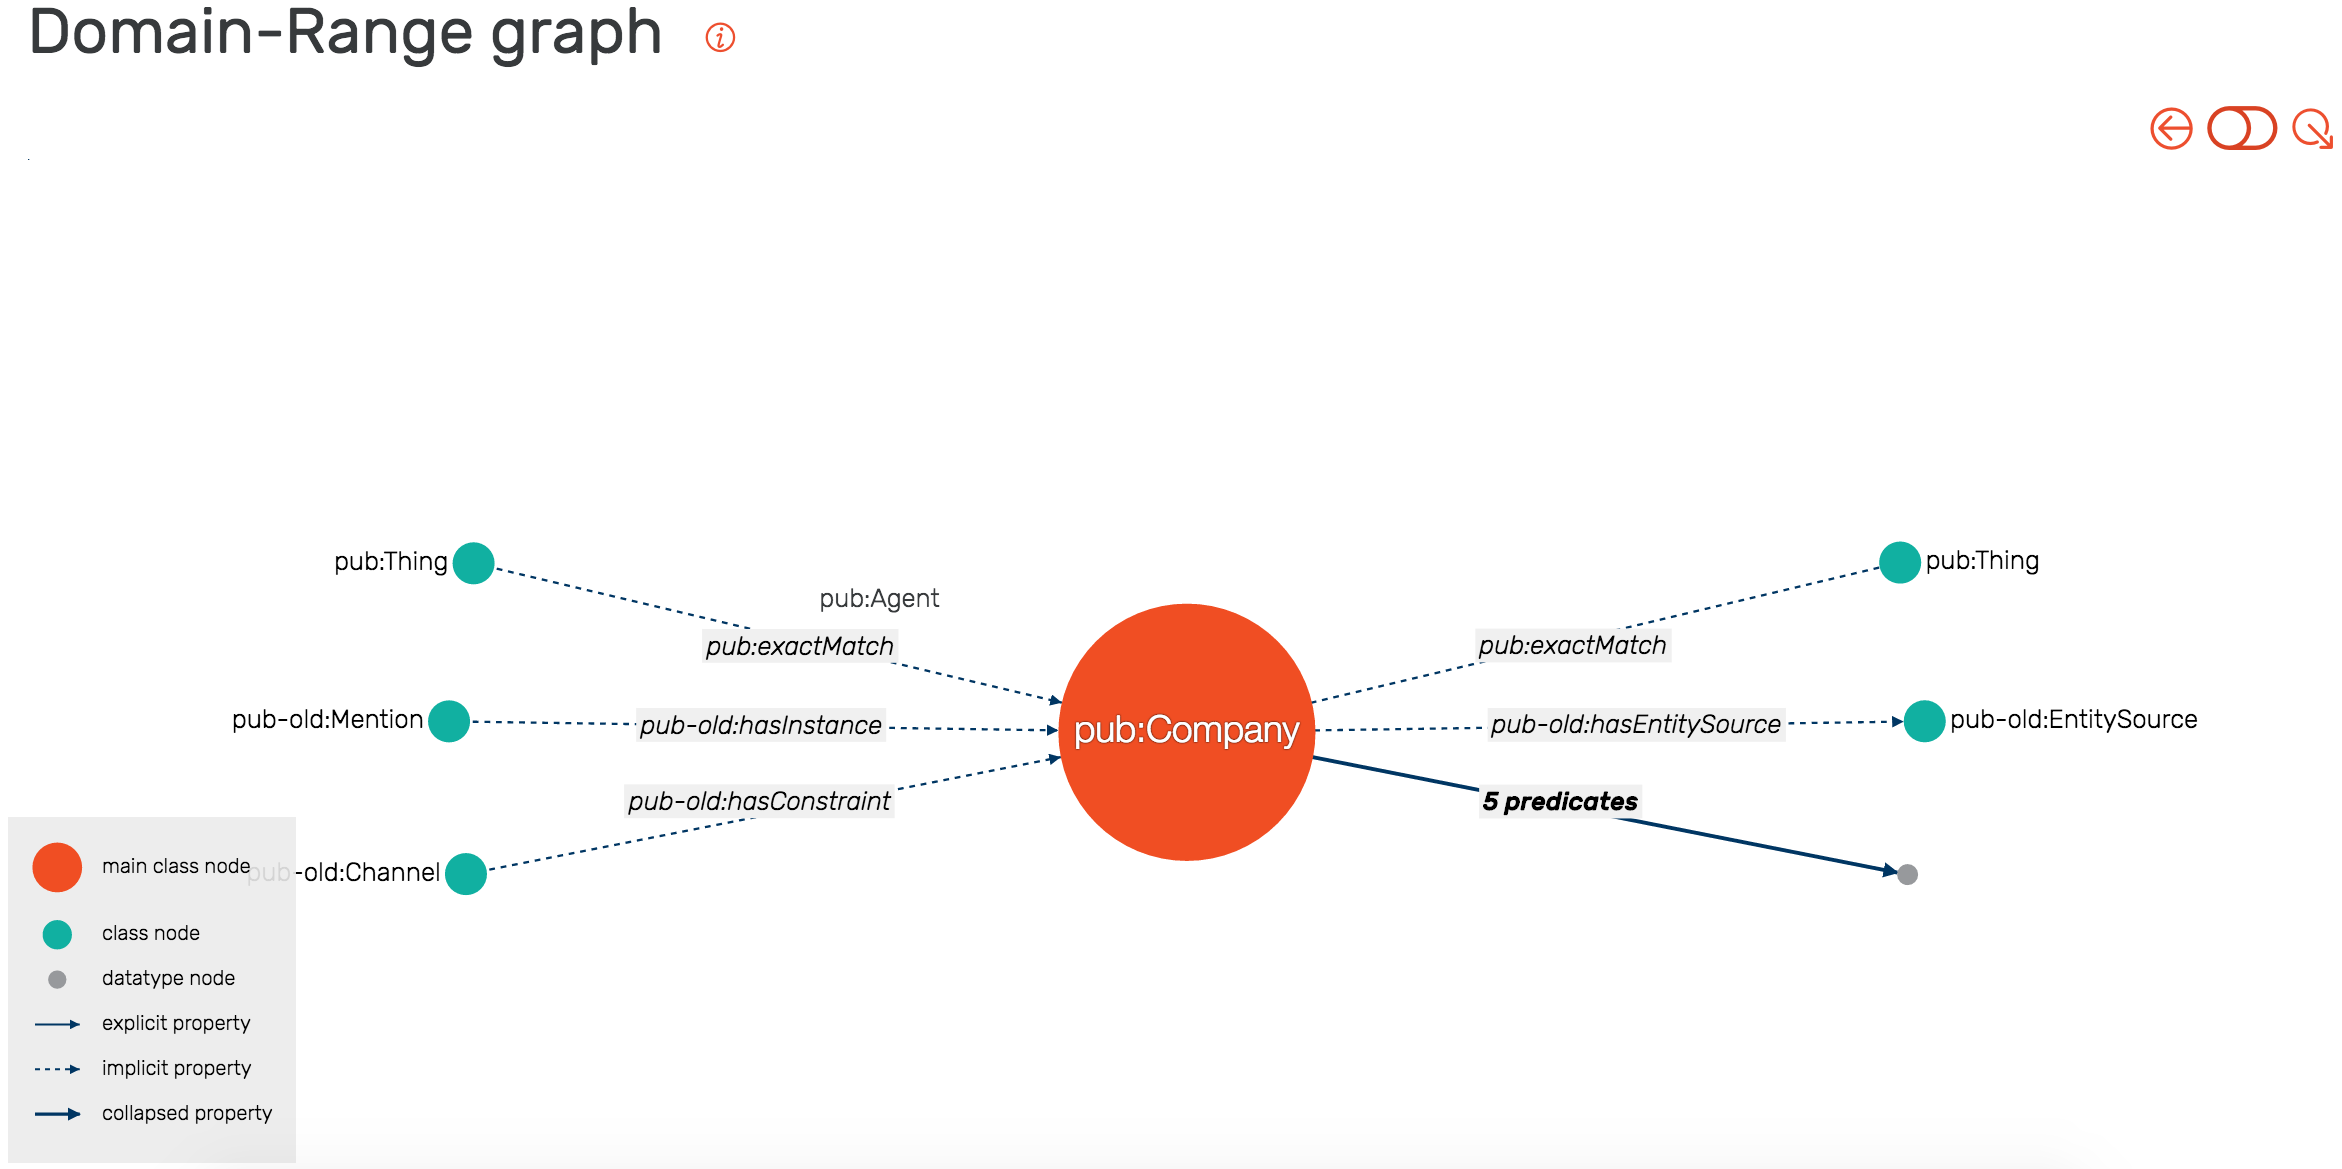 Domain-Range graph
pub:Thing
pub:Agent
pub:exactMatch
pub-old:Mention
pub-old:hasInstance
pub-old:Channel
pub-old:hasConstraint
pub:Company
pub:exactMatch
pub:Thing
pub-old:hasEntitySource
pub-old:EntitySource
5 predicates
main class node
class node
datatype node
explicit property
implicit property
collapsed property